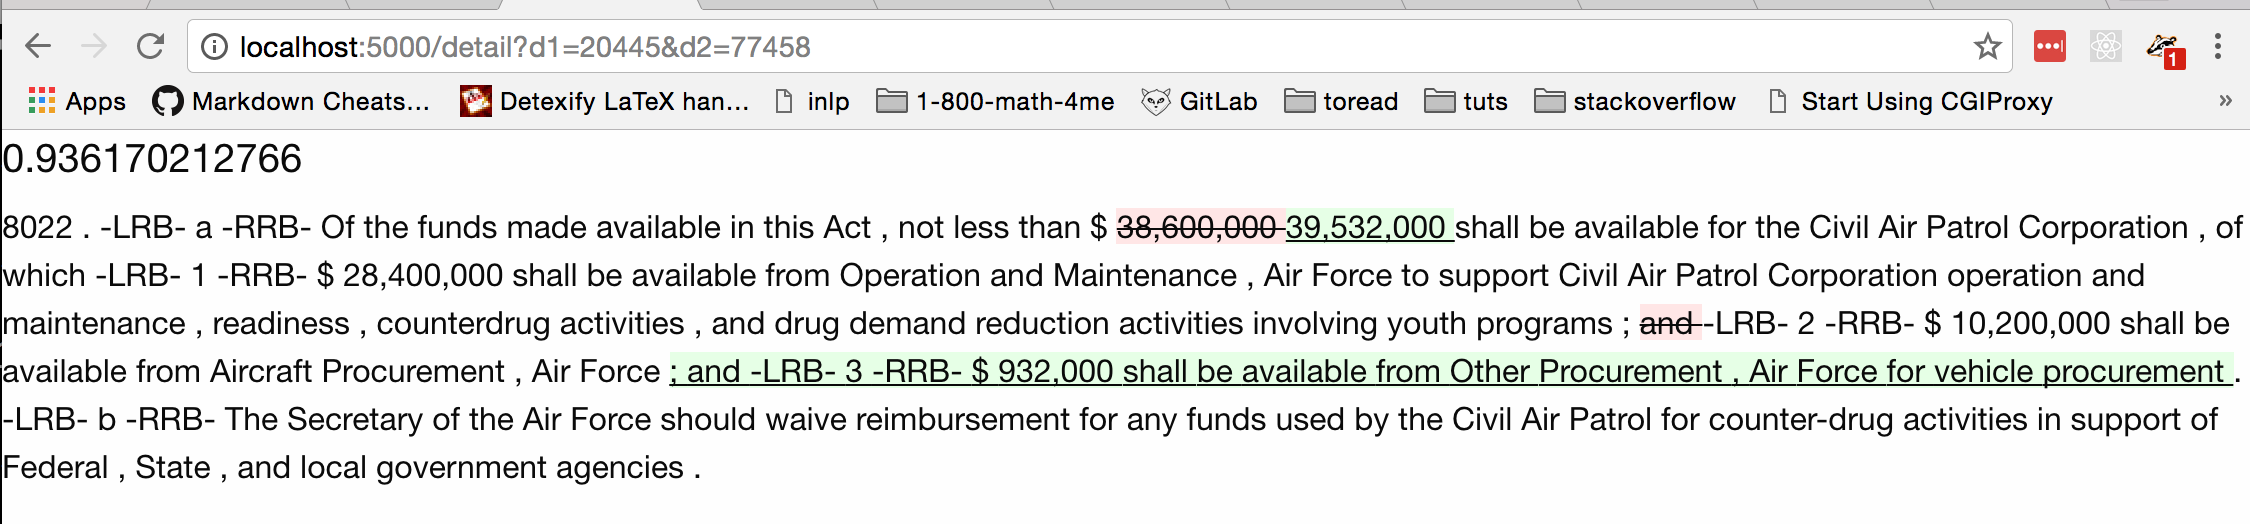 localhost:5000/detail?d1=20445&d2=77458
1
Apps Markdown Cheats... Detexify LaTeX han... inlp 1-800-math-4me GitLab toread tuts stackoverflow Start Using CGIProxy »
0.936170212766
8022 . -LRB- a -RRB- Of the funds made available in this Act , not less than $ 38,600,000 39,532,000 shall be available for the Civil Air Patrol Corporation , of
which -LRB- 1 -RRB- $ 28,400,000 shall be available from Operation and Maintenance , Air Force to support Civil Air Patrol Corporation operation and
maintenance , readiness , counterdrug activities , and drug demand reduction activities involving youth programs ; and -LRB- 2 -RRB- $ 10,200,000 shall be
available from Aircraft Procurement , Air Force ; and -LRB- 3 -RRB- $ 932,000 shall be available from Other Procurement , Air Force for vehicle procurement .
-LRB- b -RRB- The Secretary of the Air Force should waive reimbursement for any funds used by the Civil Air Patrol for counter-drug activities in support of
Federal , State , and local government agencies .